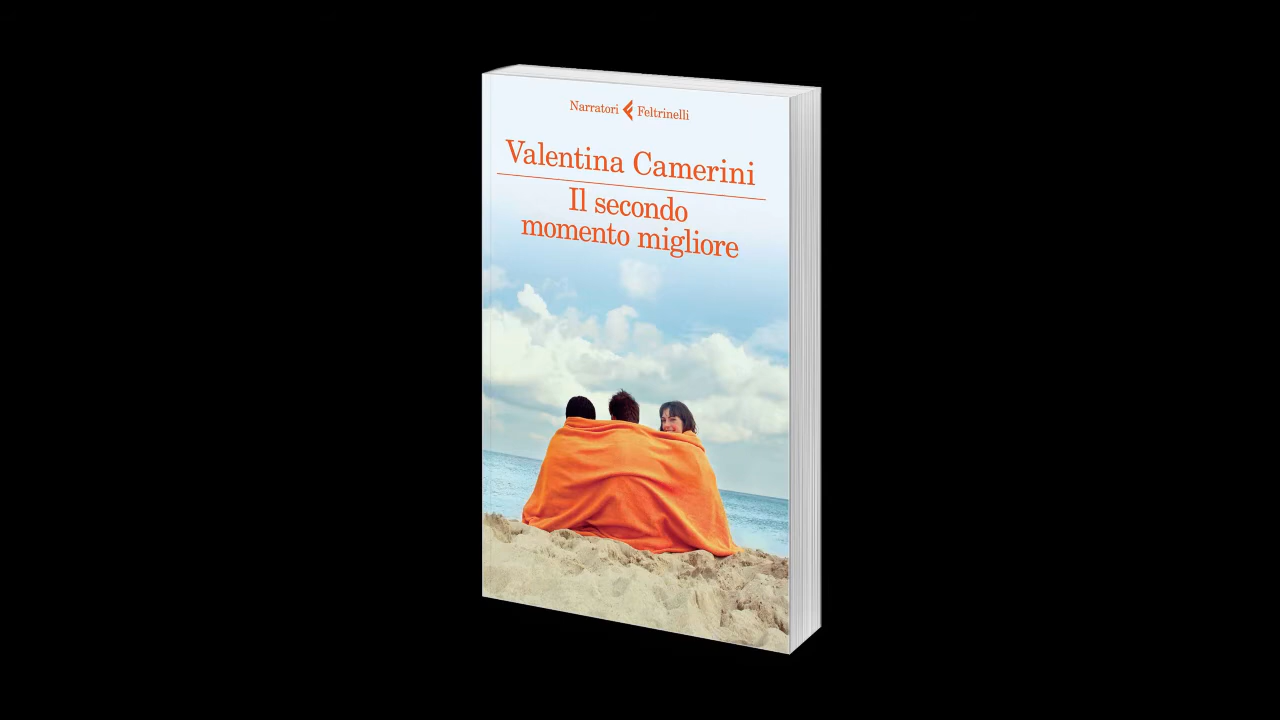 Narratori Feltrinelli
Valentina Camerini
Il secondo
momento migliore